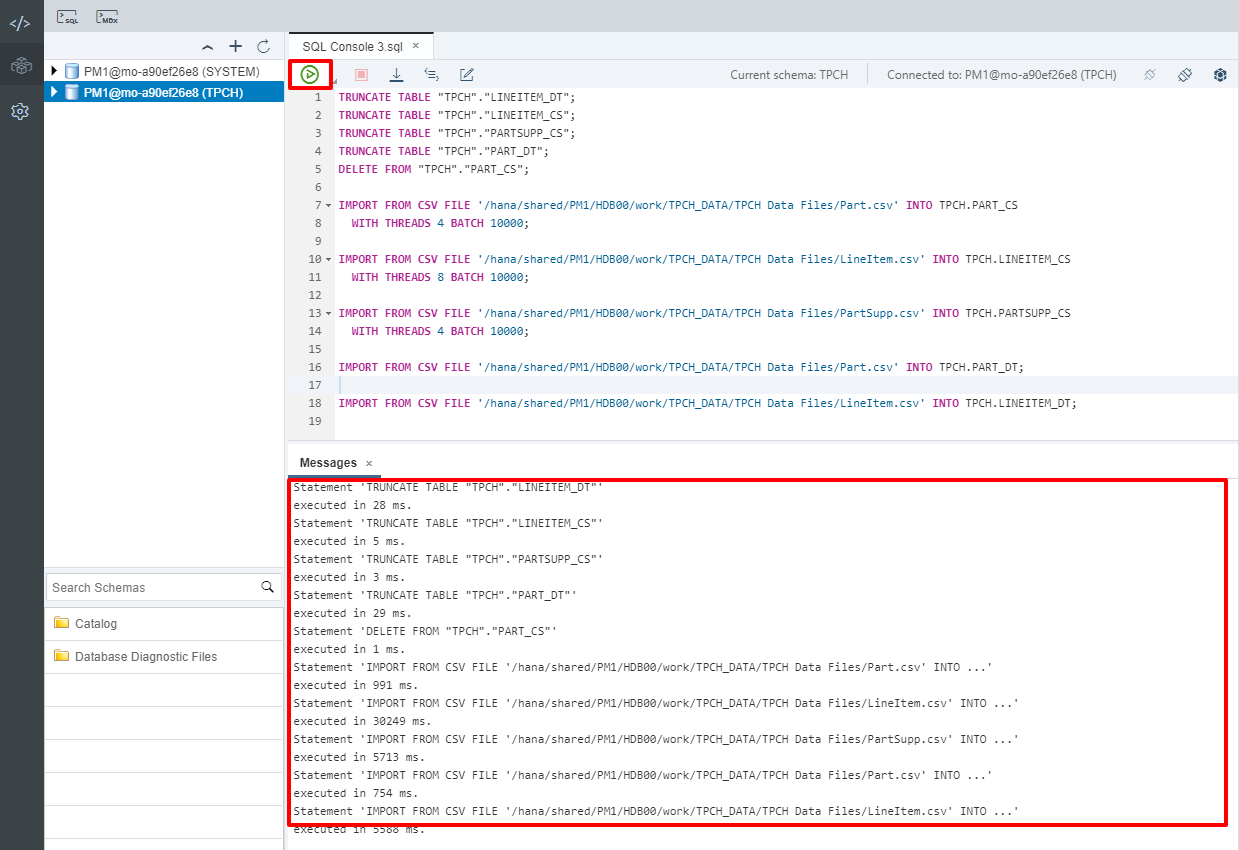 SQL
MDX
PM1@mo-a90ef26e8 (SYSTEM)
PM1@mo-a90ef26e8 (TPCH)
Search Schemas
Catalog
Database Diagnostic Files
SQL Console 3.sql ×
Current schema: TPCH
Connected to: PM1@mo-a90ef26e8 (TPCH)
1 TRUNCATE TABLE "TPCH"."LINEITEM_DT";
2 TRUNCATE TABLE "TPCH"."LINEITEM_CS";
3 TRUNCATE TABLE "TPCH"."PARTSUPP_CS";
4 TRUNCATE TABLE "TPCH"."PART_DT";
5 DELETE FROM "TPCH"."PART_CS";
6
7 IMPORT FROM CSV FILE '/hana/shared/PM1/HDB00/work/TPCH_DATA/TPCH Data Files/Part.csv' INTO TPCH.PART_CS
8 WITH THREADS 4 BATCH 10000;
9
10 IMPORT FROM CSV FILE '/hana/shared/PM1/HDB00/work/TPCH_DATA/TPCH Data Files/LineItem.csv' INTO TPCH.LINEITEM_CS
11 WITH THREADS 8 BATCH 10000;
12
13 IMPORT FROM CSV FILE '/hana/shared/PM1/HDB00/work/TPCH_DATA/TPCH Data Files/PartSupp.csv' INTO TPCH.PARTSUPP_CS
14 WITH THREADS 4 BATCH 10000;
15
16 IMPORT FROM CSV FILE '/hana/shared/PM1/HDB00/work/TPCH_DATA/TPCH Data Files/Part.csv' INTO TPCH.PART_DT;
17
18 IMPORT FROM CSV FILE '/hana/shared/PM1/HDB00/work/TPCH_DATA/TPCH Data Files/LineItem.csv' INTO TPCH.LINEITEM_DT;
19
Messages ×
Statement 'TRUNCATE TABLE "TPCH"."LINEITEM_DT"'
executed in 28 ms.
Statement 'TRUNCATE TABLE "TPCH"."LINEITEM_CS"'
executed in 5 ms.
Statement 'TRUNCATE TABLE "TPCH"."PARTSUPP_CS"'
executed in 3 ms.
Statement 'TRUNCATE TABLE "TPCH"."PART_DT"'
executed in 29 ms.
Statement 'DELETE FROM "TPCH"."PART_CS"'
executed in 1 ms.
Statement 'IMPORT FROM CSV FILE '/hana/shared/PM1/HDB00/work/TPCH_DATA/TPCH Data Files/Part.csv' INTO ...'
executed in 991 ms.
Statement 'IMPORT FROM CSV FILE '/hana/shared/PM1/HDB00/work/TPCH_DATA/TPCH Data Files/LineItem.csv' INTO ...'
executed in 30249 ms.
Statement 'IMPORT FROM CSV FILE '/hana/shared/PM1/HDB00/work/TPCH_DATA/TPCH Data Files/PartSupp.csv' INTO ...'
executed in 5713 ms.
Statement 'IMPORT FROM CSV FILE '/hana/shared/PM1/HDB00/work/TPCH_DATA/TPCH Data Files/Part.csv' INTO ...'
executed in 754 ms.
Statement 'IMPORT FROM CSV FILE '/hana/shared/PM1/HDB00/work/TPCH_DATA/TPCH Data Files/LineItem.csv' INTO ...'
executed in 5588 ms.